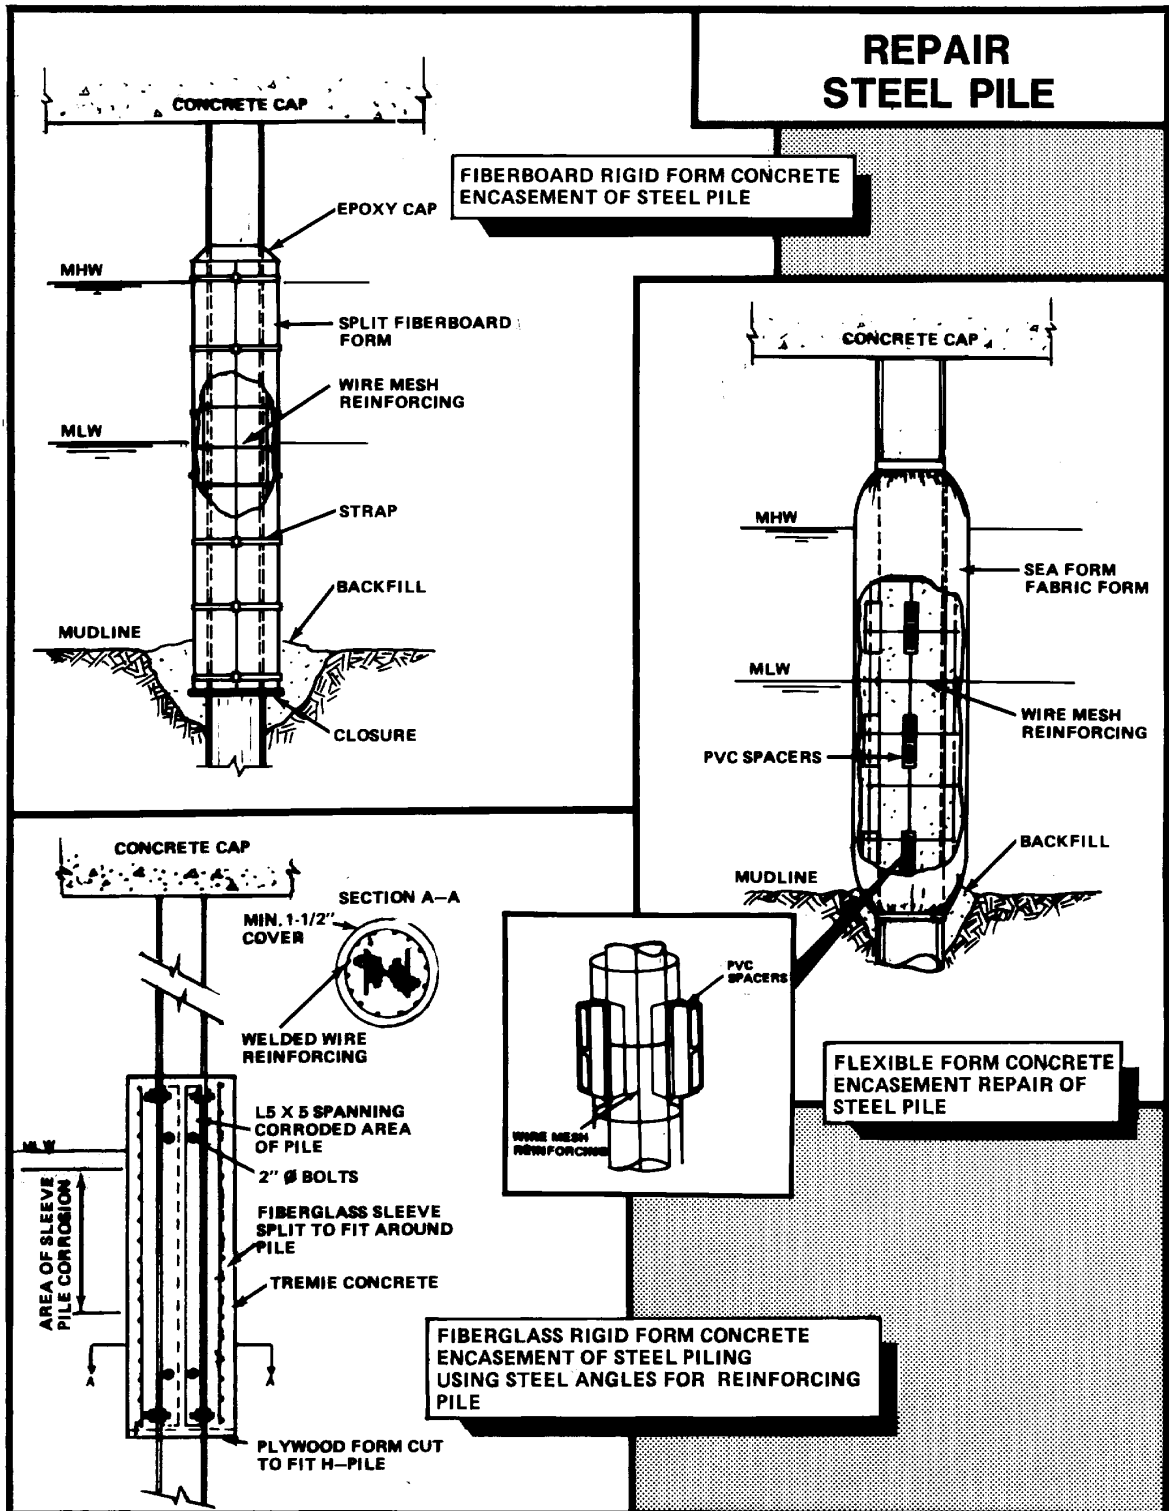 REPAIR
STEEL PILE
FIBERBOARD RIGID FORM CONCRETE
ENCASEMENT OF STEEL PILE
CONCRETE CAP
EPOXY CAP
MHW
SPLIT FIBERBOARD
FORM
WIRE MESH
REINFORCING
MLW
STRAP
BACKFILL
MUDLINE
CLOSURE
CONCRETE CAP
MHW
SEA FORM
FABRIC FORM
MLW
WIRE MESH
REINFORCING
PVC SPACERS
BACKFILL
MUDLINE
PVC
SPACERS
WIRE MESH
REINFORCING
FLEXIBLE FORM CONCRETE
ENCASEMENT REPAIR OF
STEEL PILE
CONCRETE CAP
SECTION A-A
MIN. 1-1/2"
COVER
WELDED WIRE
REINFORCING
L5 X 5 SPANNING
CORRODED AREA
OF PILE
MLW
2" Ø BOLTS
AREA OF SLEEVE
PILE CORROSION
FIBERGLASS SLEEVE
SPLIT TO FIT AROUND
PILE
TREMIE CONCRETE
A
A
PLYWOOD FORM CUT
TO FIT H-PILE
FIBERGLASS RIGID FORM CONCRETE
ENCASEMENT OF STEEL PILING
USING STEEL ANGLES FOR REINFORCING
PILE